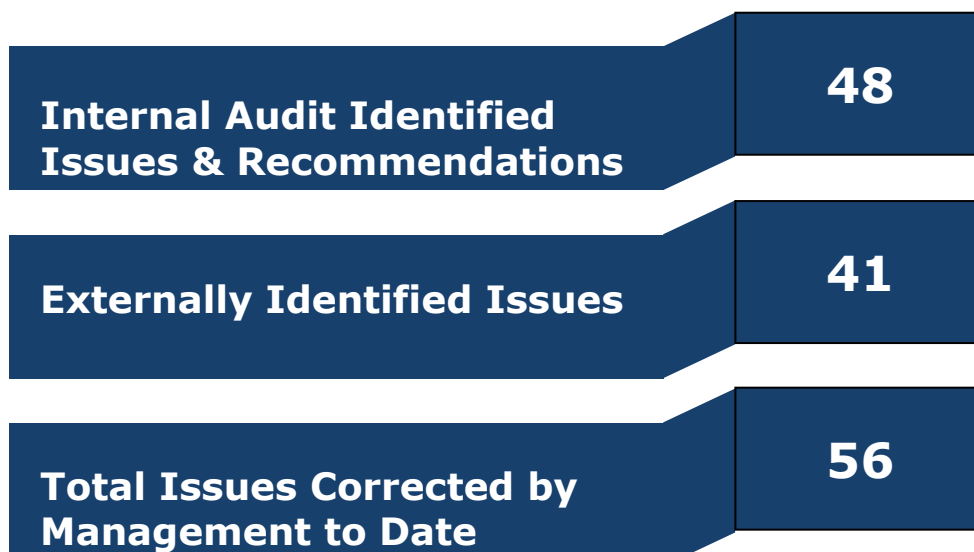 48
Internal Audit Identified
Issues & Recommendations
41
Externally Identified Issues
56
Total Issues Corrected by
Management to Date